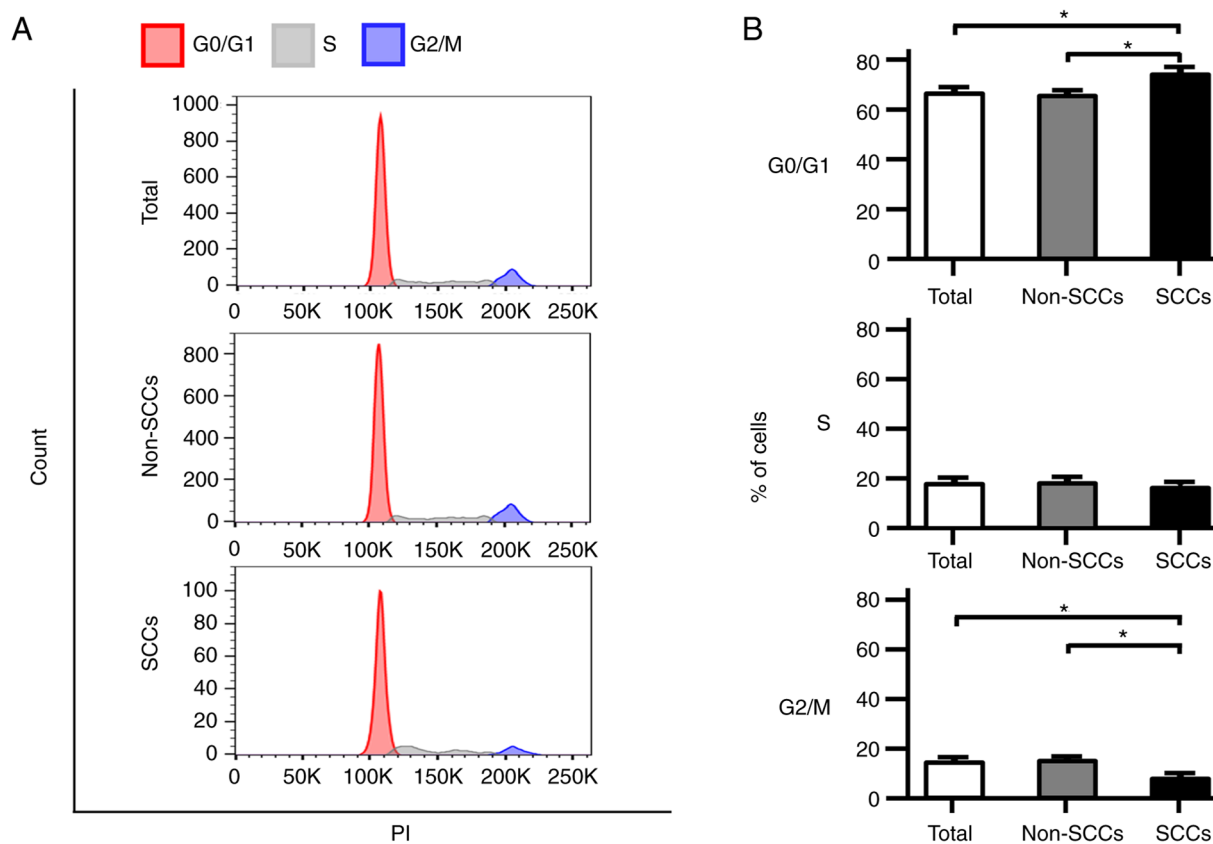 A
G0/G1 S G2/M
Count
Total
1000
800
600
400
200
0
0 50K 100K 150K 200K 250K
Non-SCCs
800
600
400
200
0
0 50K 100K 150K 200K 250K
SCCs
100
80
60
40
20
0
0 50K 100K 150K 200K 250K
PI
B
% of cells
G0/G1
*
*
80
60
40
20
0
Total Non-SCCs SCCs
S
80
60
40
20
0
Total Non-SCCs SCCs
G2/M
*
*
80
60
40
20
0
Total Non-SCCs SCCs